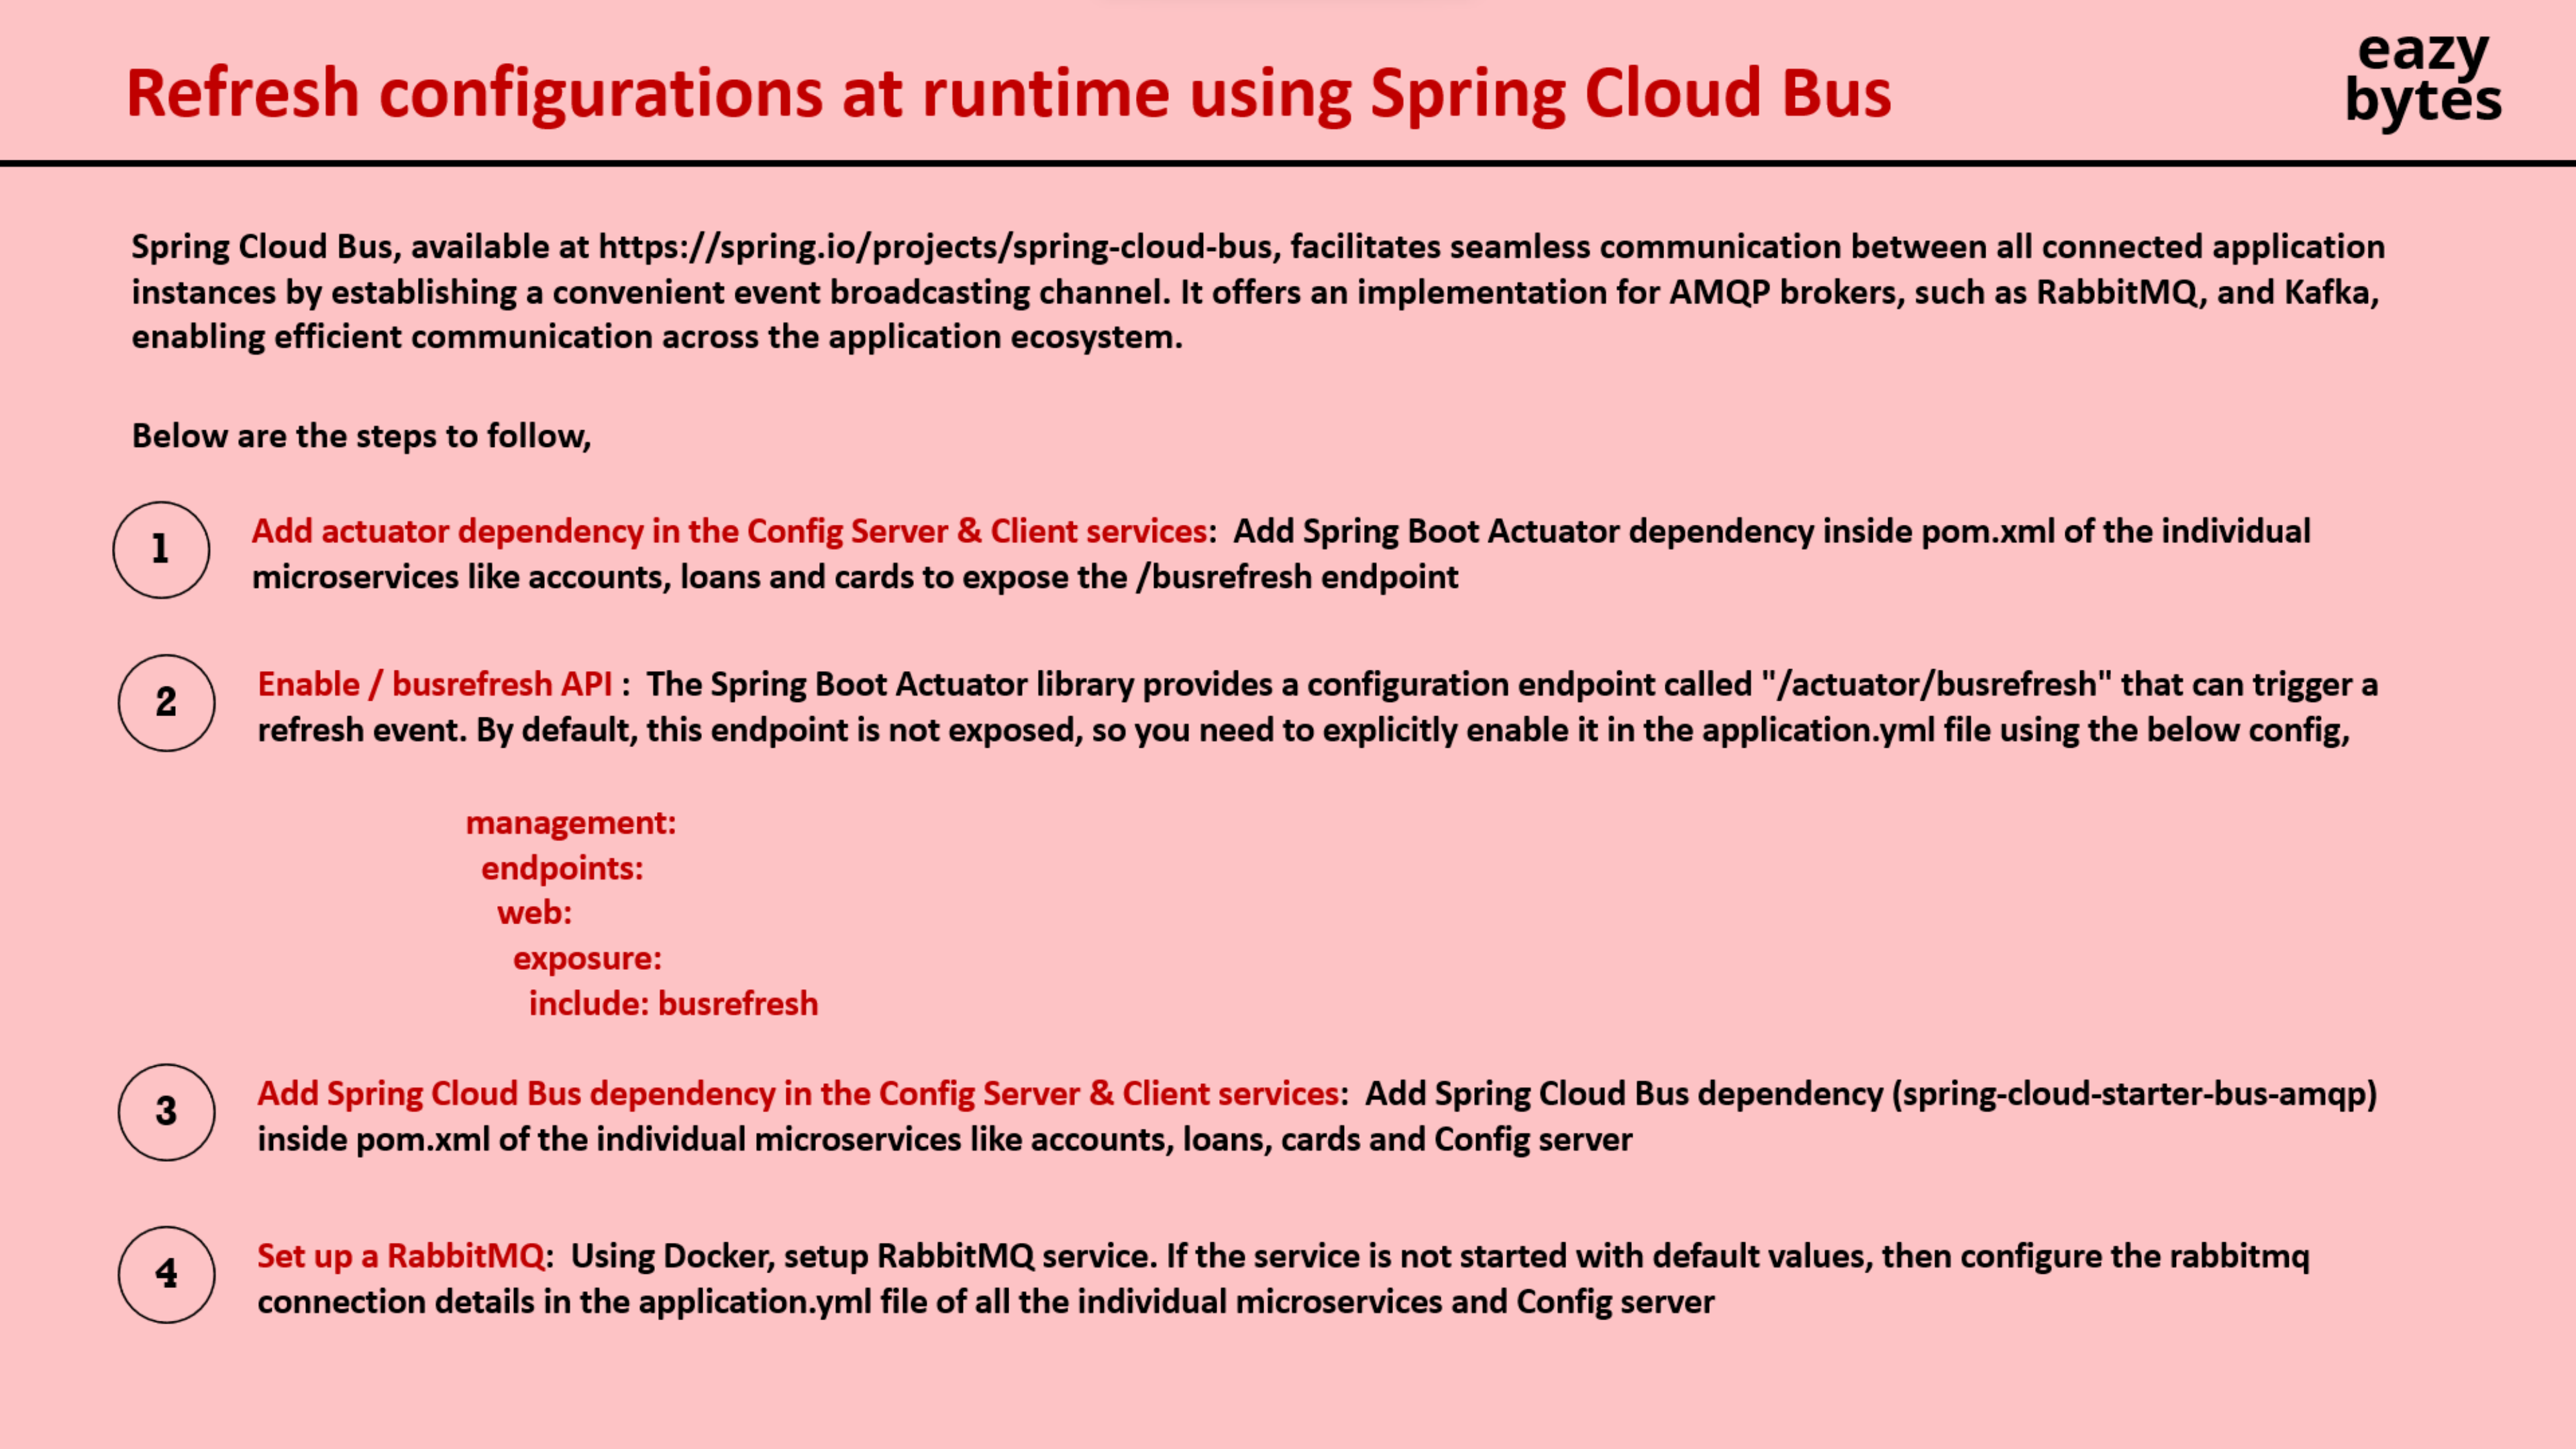 Refresh configurations at runtime using Spring Cloud Bus
eazy
bytes
Spring Cloud Bus, available at https://spring.io/projects/spring-cloud-bus, facilitates seamless communication between all connected application
instances by establishing a convenient event broadcasting channel. It offers an implementation for AMQP brokers, such as RabbitMQ, and Kafka,
enabling efficient communication across the application ecosystem.
Below are the steps to follow,
1
Add actuator dependency in the Config Server & Client services:  Add Spring Boot Actuator dependency inside pom.xml of the individual
microservices like accounts, loans and cards to expose the /busrefresh endpoint
2
Enable / busrefresh API :  The Spring Boot Actuator library provides a configuration endpoint called "/actuator/busrefresh" that can trigger a
refresh event. By default, this endpoint is not exposed, so you need to explicitly enable it in the application.yml file using the below config,
management:
endpoints:
web:
exposure:
include: busrefresh
3
Add Spring Cloud Bus dependency in the Config Server & Client services:  Add Spring Cloud Bus dependency (spring-cloud-starter-bus-amqp)
inside pom.xml of the individual microservices like accounts, loans, cards and Config server
4
Set up a RabbitMQ:  Using Docker, setup RabbitMQ service. If the service is not started with default values, then configure the rabbitmq
connection details in the application.yml file of all the individual microservices and Config server